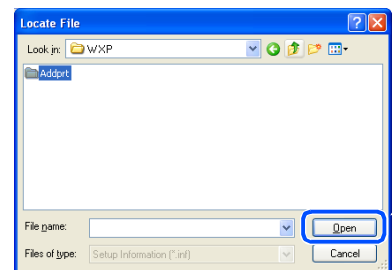 Locate File
Look in: WXP
Addprt
File name: Open
Files of type: Setup Information (*.inf) Cancel